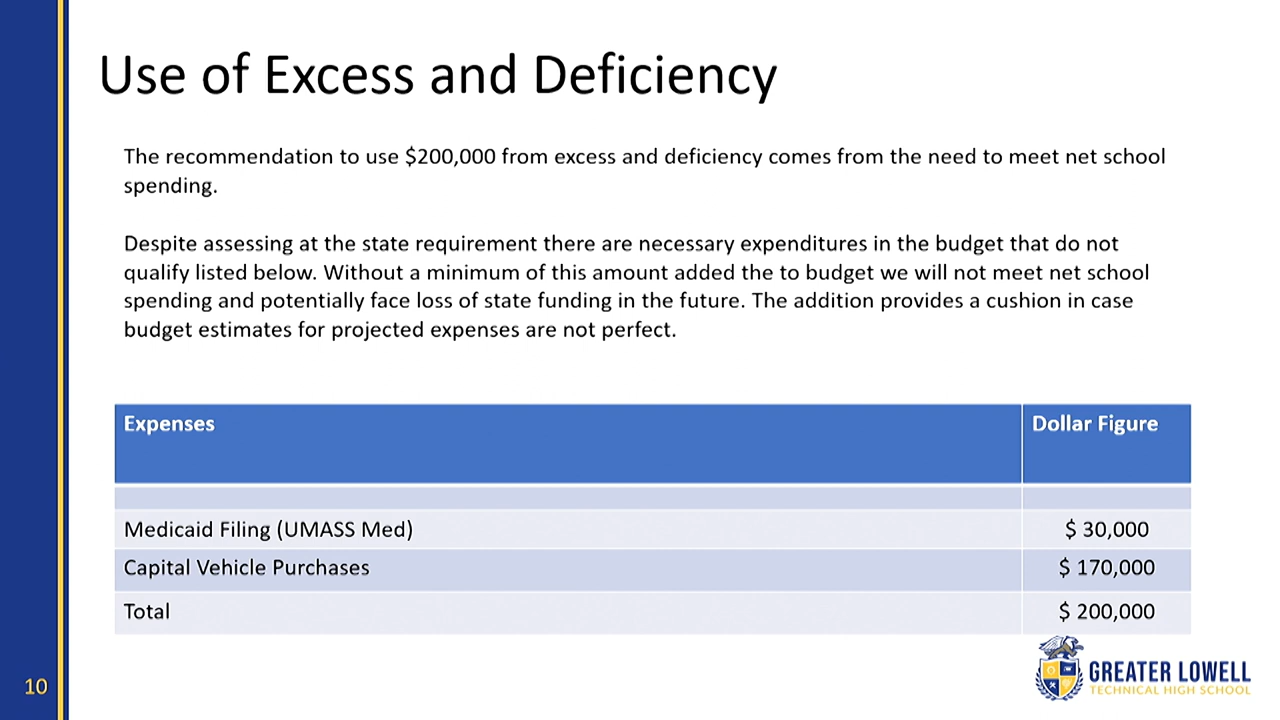 Use of Excess and Deficiency
The recommendation to use $200,000 from excess and deficiency comes from the need to meet net school
spending.
Despite assessing at the state requirement there are necessary expenditures in the budget that do not
qualify listed below. Without a minimum of this amount added the to budget we will not meet net school
spending and potentially face loss of state funding in the future. The addition provides a cushion in case
budget estimates for projected expenses are not perfect.
Expenses Dollar Figure
Medicaid Filing (UMASS Med) $ 30,000
Capital Vehicle Purchases $ 170,000
Total $ 200,000
10
GREATER LOWELL
TECHNICAL HIGH SCHOOL